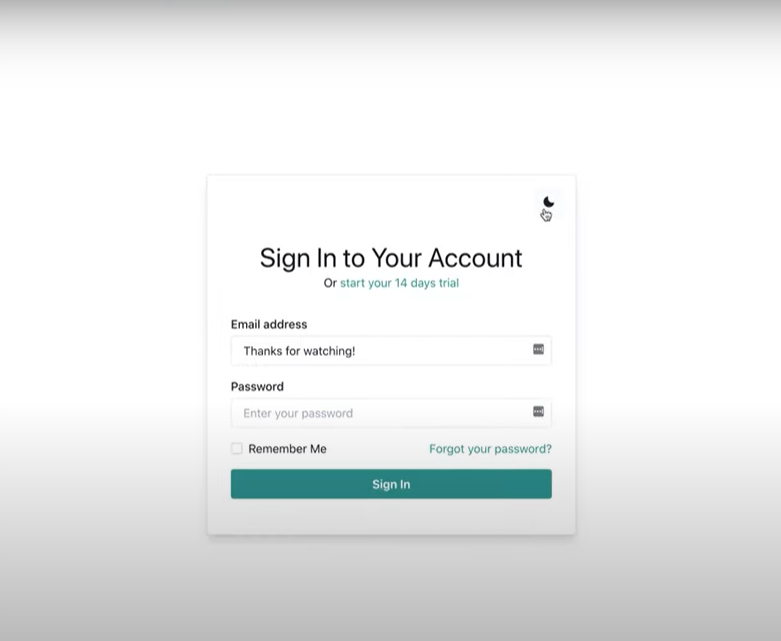 Sign In to Your Account
Or start your 14 days trial
Email address
Thanks for watching!
Password
Enter your password
Remember Me
Forgot your password?
Sign In